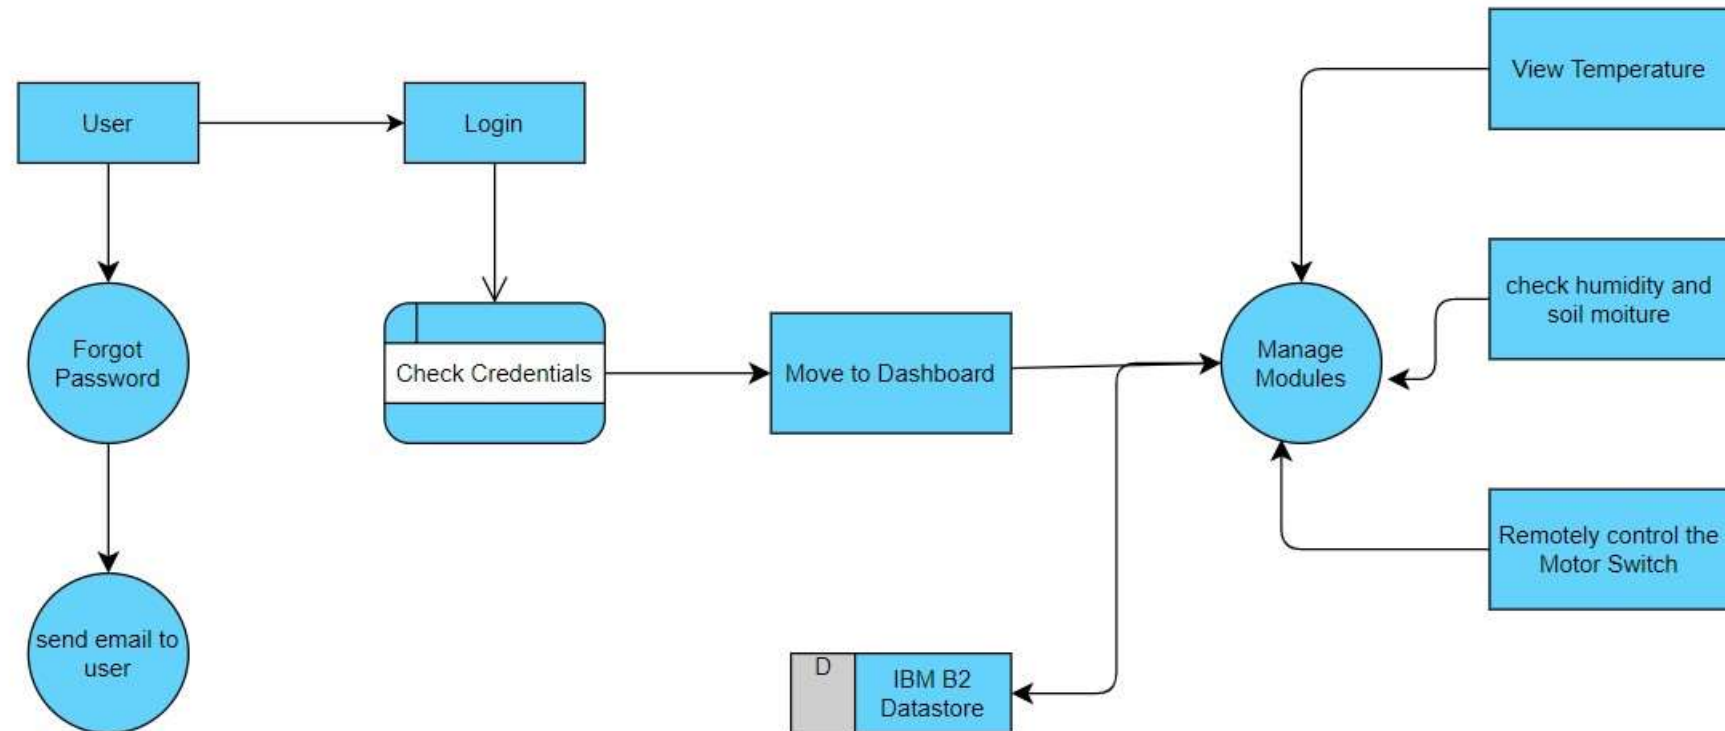 User
Login
View Temperature
check humidity and
soil moiture
Forgot
Password
Check Credentials
Move to Dashboard
Manage
Modules
Remotely control the
Motor Switch
send email to
user
D
IBM B2
Datastore